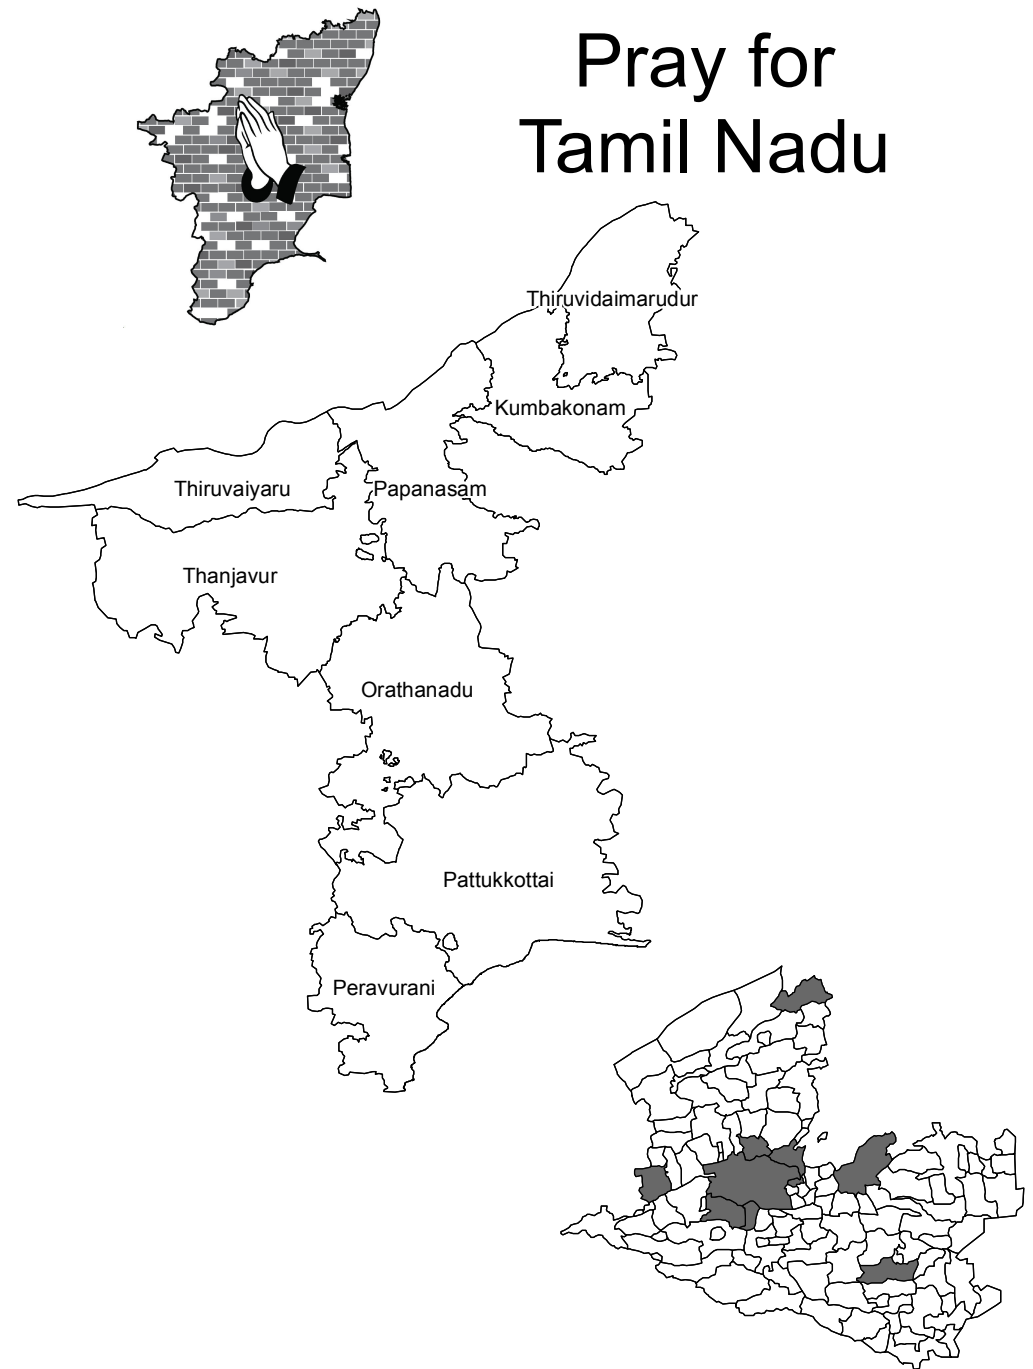 Pray for
Tamil Nadu
Thiruvidaimarudur
Kumbakonam
Thiruvaiyaru
Papanasam
Thanjavur
Orathanadu
Pattukkottai
Peravurani